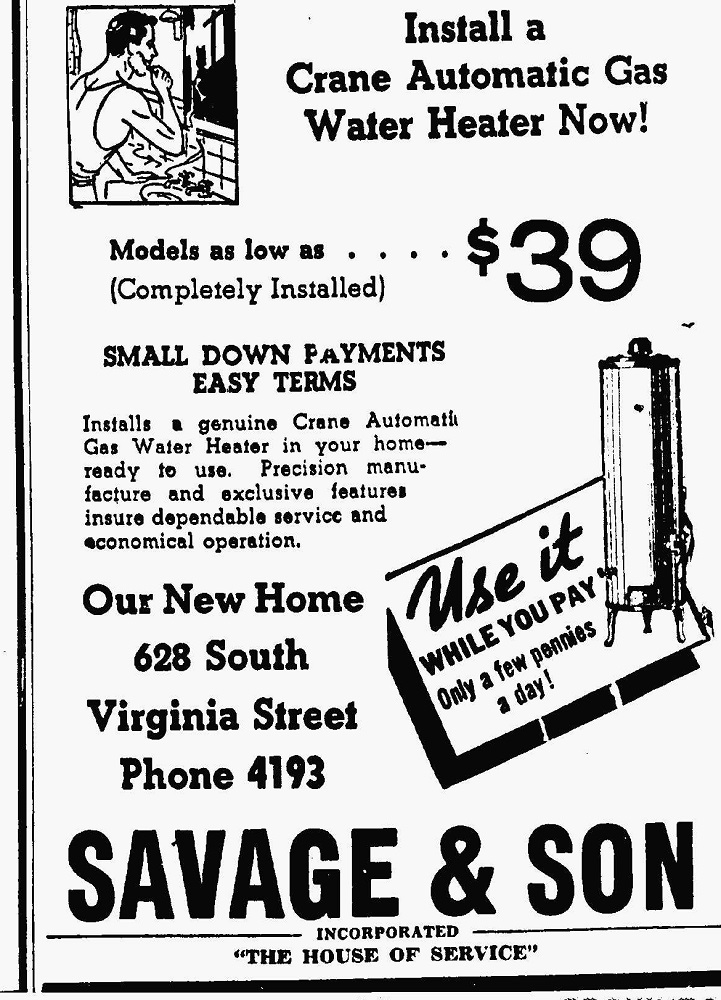 Install a
Crane Automatic Gas
Water Heater Now!
Models as low as . . . . $39
(Completely Installed)
SMALL DOWN PAYMENTS
EASY TERMS
Installs a genuine Crane Automatic
Gas Water Heater in your home—
ready to use. Precision manu-
facture and exclusive features
insure dependable service and
economical operation.
Use it
WHILE YOU PAY"
Only a few pennies
a day!
Our New Home
628 South
Virginia Street
Phone 4193
SAVAGE & SON
INCORPORATED
"THE HOUSE OF SERVICE"